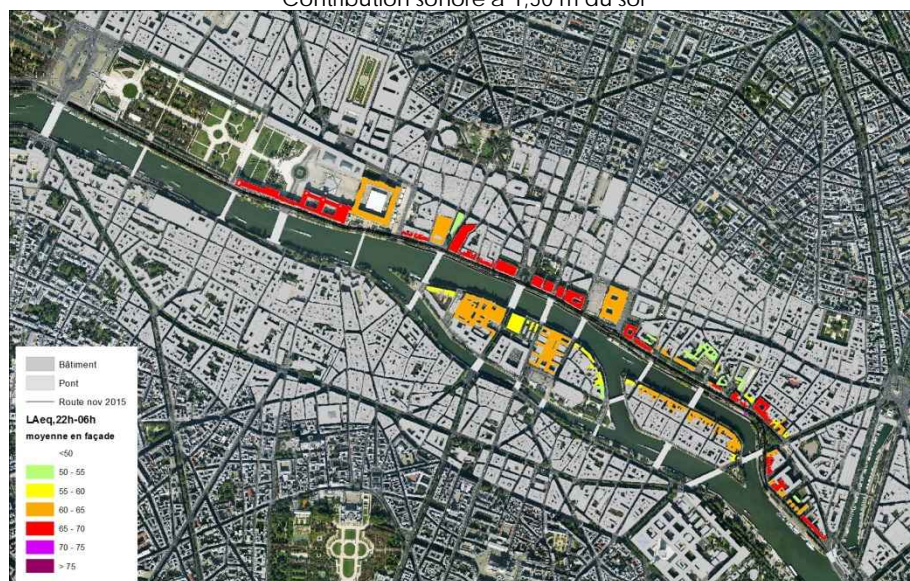 Contribution sonore à 1,50 m du sol
Bâtiment
Pont
Route nov 2015
LAeq,22h-06h
moyenne en façade
<50
50 - 55
55 - 60
60 - 65
65 - 70
70 - 75
> 75